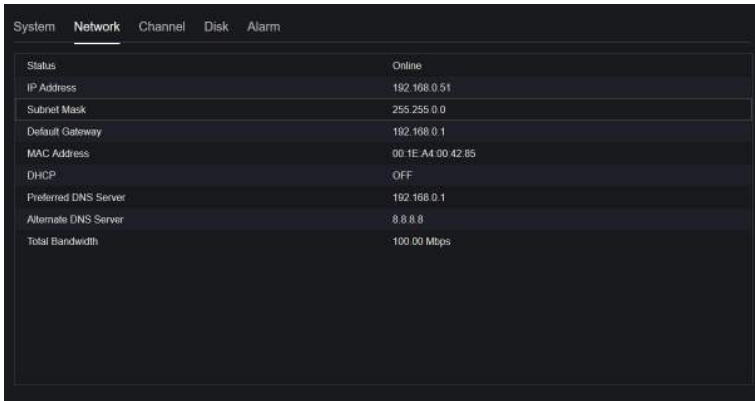 System Network Channel Disk Alarm
Status Online
IP Address 192.168.0.51
Subnet Mask 255.255.0.0
Default Gateway 192.168.0.1
MAC Address 00:1E:A4:00:42:85
DHCP OFF
Preferred DNS Server 192.168.0.1
Alternate DNS Server 8.8.8.8
Total Bandwidth 100.00 Mbps